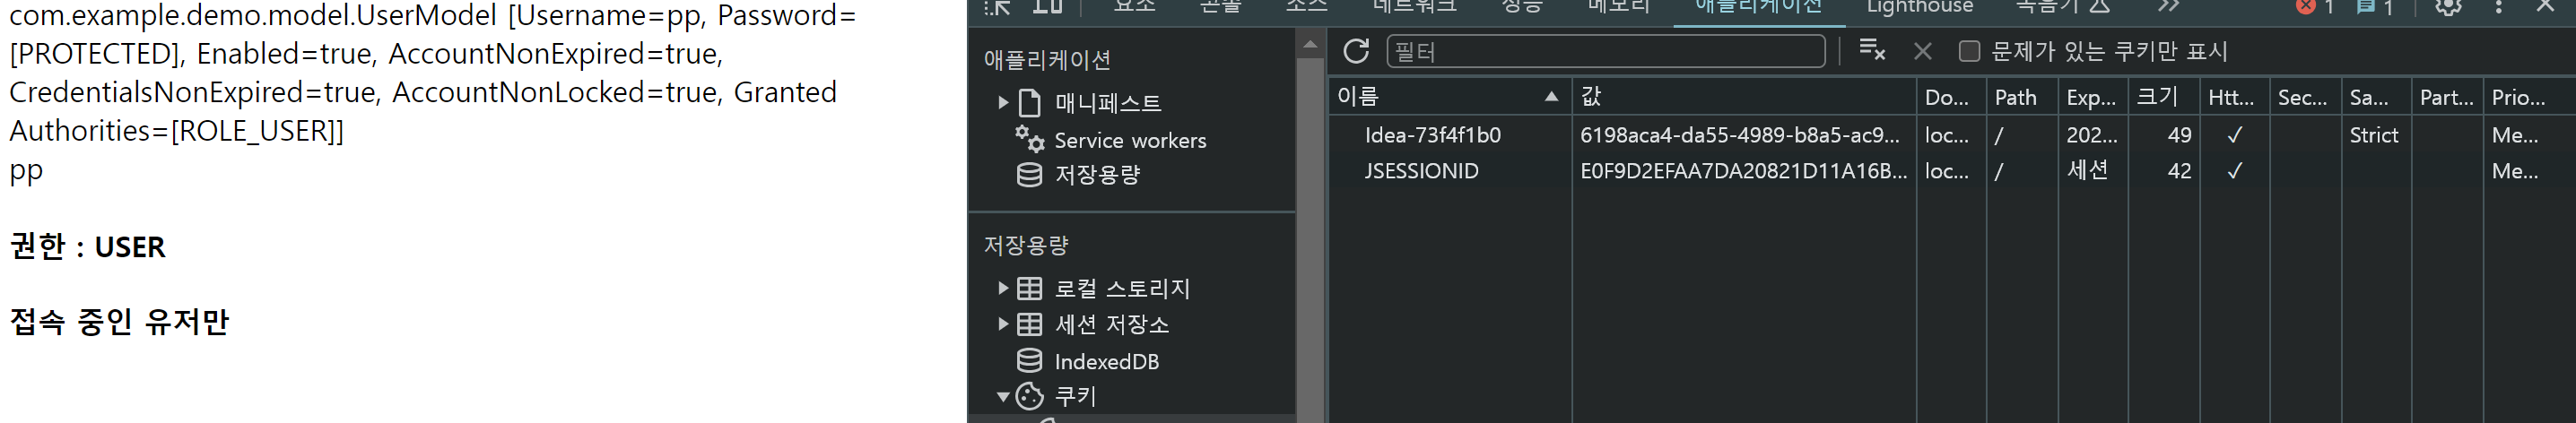 com.example.demo.model.UserModel [Username=pp, Password=
[PROTECTED], Enabled=true, AccountNonExpired=true,
CredentialsNonExpired=true, AccountNonLocked=true, Granted
Authorities=[ROLE_USER]]
pp
권한 : USER
접속 중인 유저만
요소 콘솔 소스 네트워크 성능 메모리 애플리케이션 Lighthouse 녹음기 1 1
애플리케이션
매니페스트
Service workers
저장용량
저장용량
로컬 스토리지
세션 저장소
IndexedDB
쿠키
필터 문제가 있는 쿠키만 표시
이름 값 Do... Path Exp... 크기 Htt... Sec... Sa... Part... Prio...
Idea-73f4f1b0 6198aca4-da55-4989-b8a5-ac9... loc... / 202... 49 ✓ Strict Me...
JSESSIONID E0F9D2EFAA7DA20821D11A16B... loc... / 세션 42 ✓ Me...